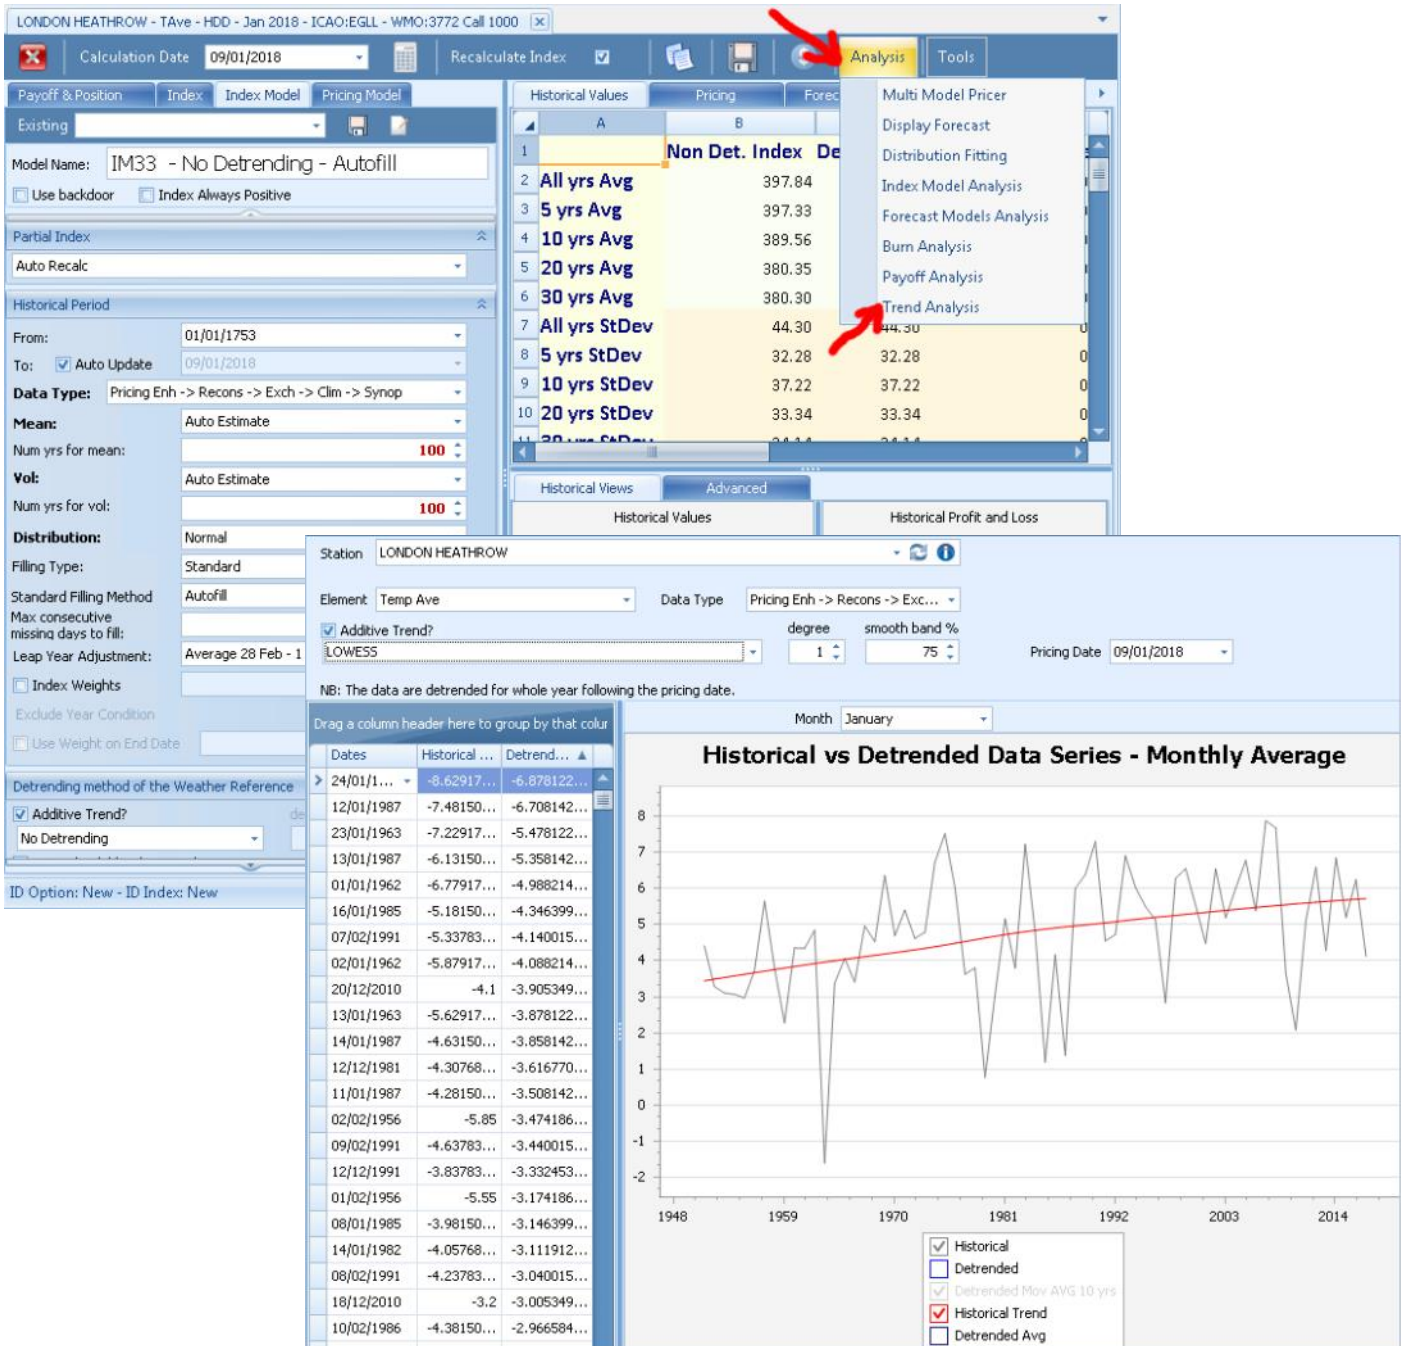 LONDON HEATHROW - TAve - HDD - Jan 2018 - ICAO:EGLL - WMO:3772 Call 1000
Calculation Date 09/01/2018 Recalculate Index Analysis Tools
Payoff & Position Index Index Model Pricing Model
Existing
Model Name: IM33 - No Detrending - Autofill
Use backdoor Index Always Positive
Partial Index
Auto Recalc
Historical Period
From: 01/01/1753
To: Auto Update 09/01/2018
Data Type: Pricing Enh -> Recons -> Exch -> Clim -> Synop
Mean: Auto Estimate
Num yrs for mean: 100
Vol: Auto Estimate
Num yrs for vol: 100
Distribution: Normal
Filling Type: Standard
Standard Filling Method Autofill
Max consecutive
missing days to fill:
Leap Year Adjustment: Average 28 Feb - 1
Index Weights
Exclude Year Condition
Use Weight on End Date
Detrending method of the Weather Reference
Additive Trend? de
No Detrending
ID Option: New - ID Index: New
Historical Values Pricing Forec
A B
1 Non Det. Index De
2 All yrs Avg 397.84
3 5 yrs Avg 397.33
4 10 yrs Avg 389.56
5 20 yrs Avg 380.35
6 30 yrs Avg 380.30
7 All yrs StDev 44.30 44.30 0
8 5 yrs StDev 32.28 32.28 0
9 10 yrs StDev 37.22 37.22 0
10 20 yrs StDev 33.34 33.34 0
Multi Model Pricer
Display Forecast
Distribution Fitting
Index Model Analysis
Forecast Models Analysis
Burn Analysis
Payoff Analysis
Trend Analysis
Historical Views Advanced
Historical Values Historical Profit and Loss
Station LONDON HEATHROW
Element Temp Ave Data Type Pricing Enh -> Recons -> Exc...
Additive Trend? degree smooth band %
LOWESS 1 75 Pricing Date 09/01/2018
NB: The data are detrended for whole year following the pricing date.
Drag a column header here to group by that colur
Dates Historical ... Detrend...
24/01/1... -8.62917... -6.878122...
12/01/1987 -7.48150... -6.708142...
23/01/1963 -7.22917... -5.478122...
13/01/1987 -6.13150... -5.358142...
01/01/1962 -6.77917... -4.988214...
16/01/1985 -5.18150... -4.346399...
07/02/1991 -5.33783... -4.140015...
02/01/1962 -5.87917... -4.088214...
20/12/2010 -4.1 -3.905349...
13/01/1963 -5.62917... -3.878122...
14/01/1987 -4.63150... -3.858142...
12/12/1981 -4.30768... -3.616770...
11/01/1987 -4.28150... -3.508142...
02/02/1956 -5.85 -3.474186...
09/02/1991 -4.63783... -3.440015...
12/12/1991 -3.83783... -3.332453...
01/02/1956 -5.55 -3.174186...
08/01/1985 -3.98150... -3.146399...
14/01/1982 -4.05768... -3.111912...
08/02/1991 -4.23783... -3.040015...
18/12/2010 -3.2 -3.005349...
10/02/1986 -4.38150... -2.966584...
Month January
Historical vs Detrended Data Series - Monthly Average
8
7
6
5
4
3
2
1
0
-1
-2
1948 1959 1970 1981 1992 2003 2014
Historical
Detrended
Detrended Mov AVG 10 yrs
Historical Trend
Detrended Avg